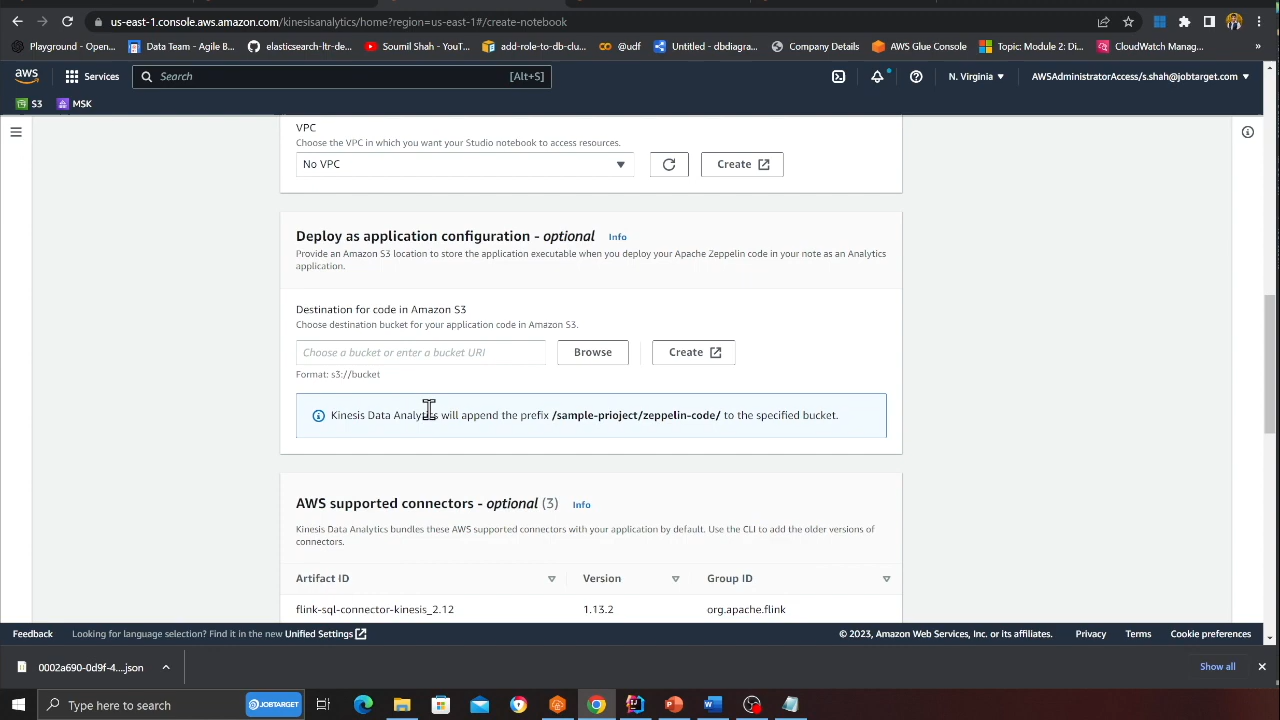 us-east-1.console.aws.amazon.com/kinesisanalytics/home?region=us-east-1#/create-notebook
Playground - Open...
Data Team - Agile B...
elasticsearch-ltr-de...
Soumil Shah - YouT...
add-role-to-db-clu...
@udf
Untitled - dbdiagra...
Company Details
AWS Glue Console
Topic: Module 2: Di...
CloudWatch Manag...
»
aws
Services
Search
[Alt+S]
N. Virginia
AWSAdministratorAccess/s.shah@jobtarget.com
S3
MSK
VPC
Choose the VPC in which you want your Studio notebook to access resources.
No VPC
Create
Deploy as application configuration - optional
Info
Provide an Amazon S3 location to store the application executable when you deploy your Apache Zeppelin code in your note as an Analytics
application.
Destination for code in Amazon S3
Choose destination bucket for your application code in Amazon S3.
Choose a bucket or enter a bucket URI
Browse
Create
Format: s3://bucket
Kinesis Data Analytics will append the prefix /sample-prioject/zeppelin-code/ to the specified bucket.
AWS supported connectors - optional (3)
Info
Kinesis Data Analytics bundles these AWS supported connectors with your application by default. Use the CLI to add the older versions of
connectors.
Artifact ID
Version
Group ID
flink-sql-connector-kinesis_2.12
1.13.2
org.apache.flink
Feedback
Looking for language selection? Find it in the new Unified Settings
© 2023, Amazon Web Services, Inc. or its affiliates.
Privacy
Terms
Cookie preferences
0002a690-0d9f-4....json
Show all
Type here to search
JOBTARGET